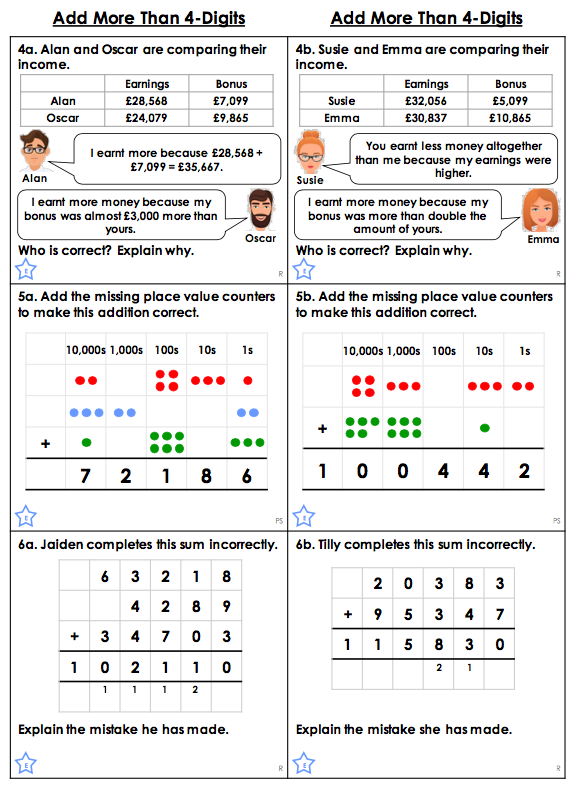 Add More Than 4-Digits
Add More Than 4-Digits
4a. Alan and Oscar are comparing their
income.
Earnings Bonus
Alan £28,568 £7,099
Oscar £24,079 £9,865
I earnt more because £28,568 +
£7,099 = £35,667.
Alan
I earnt more money because my
bonus was almost £3,000 more than
yours.
Oscar
Who is correct? Explain why.
E
R
4b. Susie and Emma are comparing their
income.
Earnings Bonus
Susie £32,056 £5,099
Emma £30,837 £10,865
You earnt less money altogether
than me because my earnings were
higher.
Susie
I earnt more money because my
bonus was more than double the
amount of yours.
Emma
Who is correct? Explain why.
E
R
5a. Add the missing place value counters
to make this addition correct.
10,000s 1,000s 100s 10s 1s
+
7 2 1 8 6
E
PS
5b. Add the missing place value counters
to make this addition correct.
10,000s 1,000s 100s 10s 1s
+
1 0 0 4 4 2
E
PS
6a. Jaiden completes this sum incorrectly.
6 3 2 1 8
4 2 8 9
+ 3 4 7 0 3
1 0 2 1 1 0
1 1 1 2
Explain the mistake he has made.
E
R
6b. Tilly completes this sum incorrectly.
2 0 3 8 3
+ 9 5 3 4 7
1 1 5 8 3 0
2 1
Explain the mistake she has made.
E
R